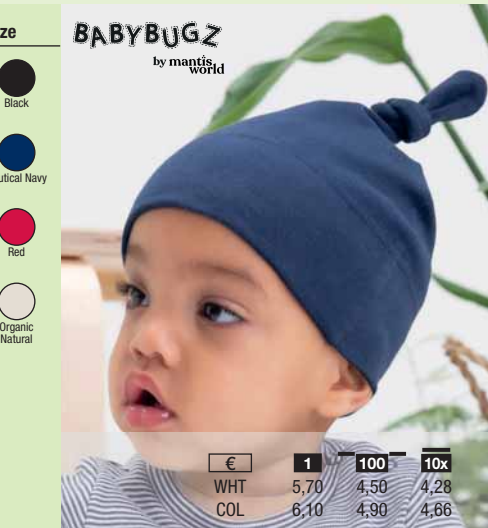 ze
BABYBUGZ
by mantis
world
Black
utical Navy
Red
Organic
Natural
€ 1 100 10x
WHT 5,70 4,50 4,28
COL 6,10 4,90 4,66